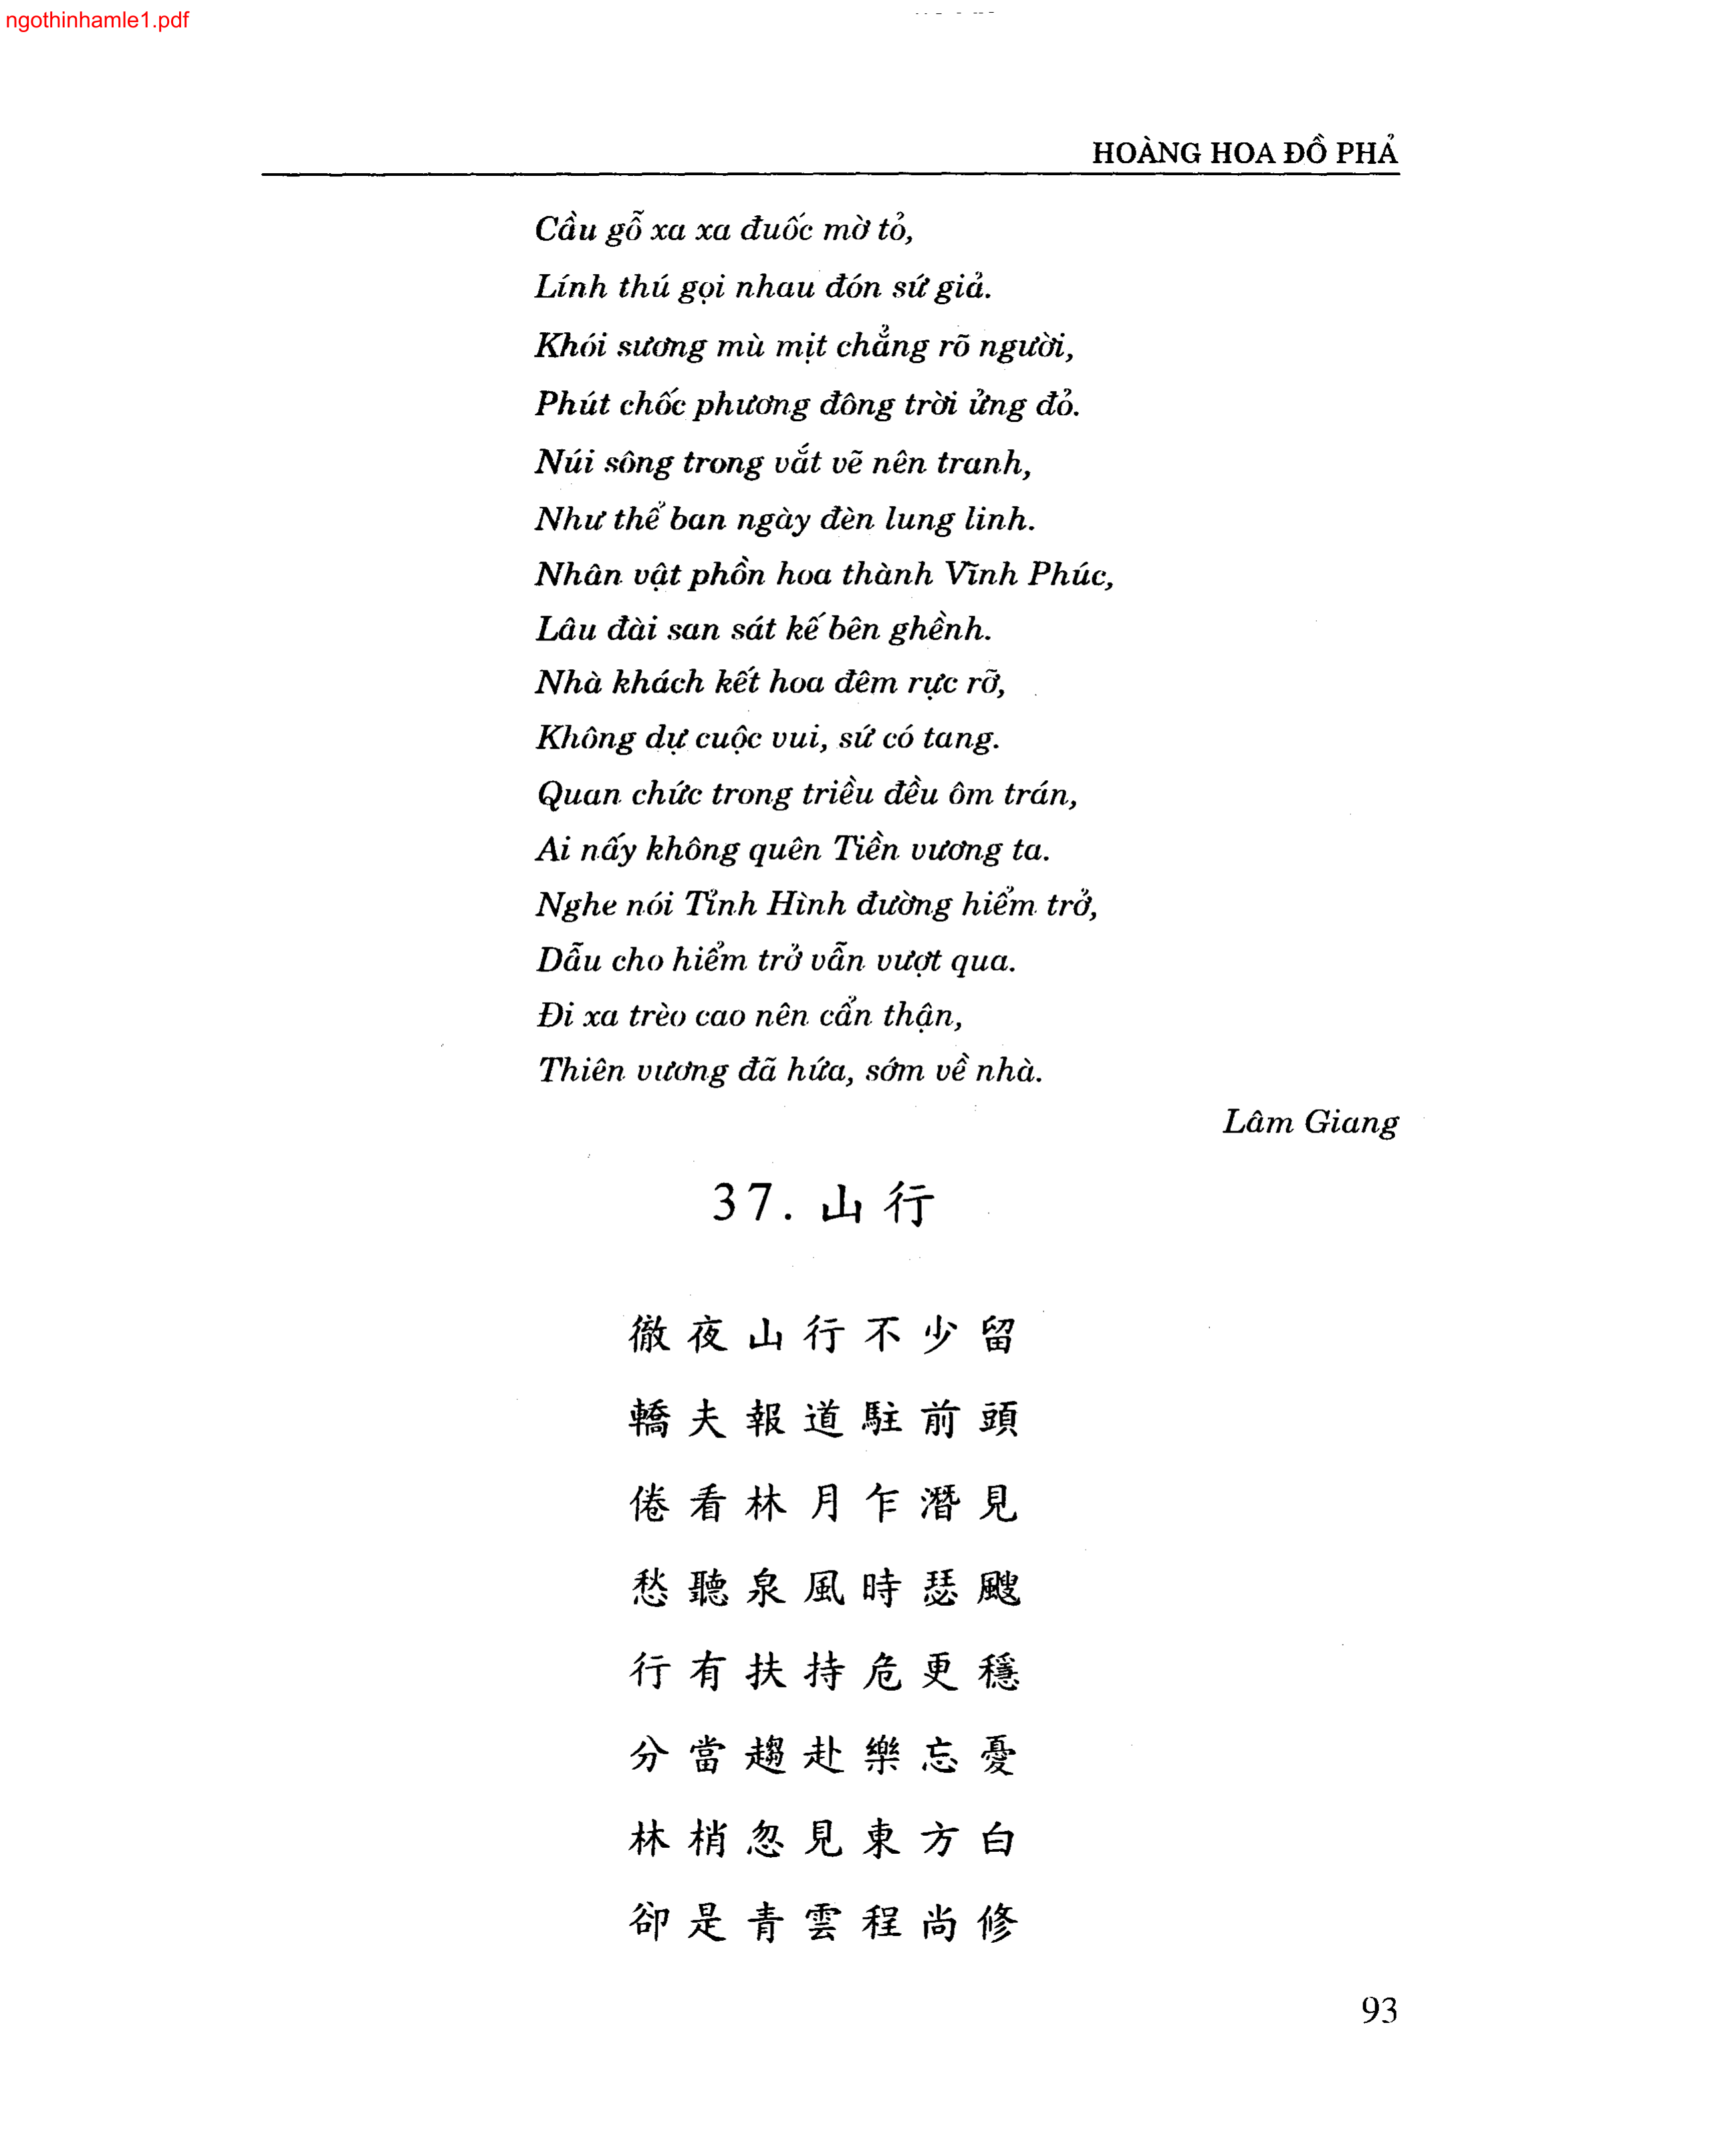 ngothinhamle1.pdf
HOÀNG HOA ĐỒ PHẢ
Cầu gỗ xa xa đuốc mờ tỏ,
Lính thú gọi nhau đón sứ giả.
Khói sương mù mịt chẳng rõ người,
Phút chốc phương đông trời ửng đỏ.
Núi sông trong vắt vẽ nên tranh,
Như thể ban ngày đèn lung linh.
Nhân vật phồn hoa thành Vĩnh Phúc,
Lâu đài san sát kế bên ghềnh.
Nhà khách kết hoa đêm rực rỡ,
Không dự cuộc vui, sứ có tang.
Quan chức trong triều đều ôm trán,
Ai nấy không quên Tiền vương ta.
Nghe nói Tỉnh Hình đường hiểm trở,
Dẫu cho hiểm trở vẫn vượt qua.
Đi xa trèo cao nên cẩn thận,
Thiên vương đã hứa, sớm về nhà.
Lâm Giang
37. 山行
徹夜山行不少留
轎夫報道駐前頭
倦看林月乍潛見
愁聽泉風時瑟颼
行有扶持危更穩
分當趨赴樂忘憂
林梢忽見東方白
卻是青雲程尚修
93